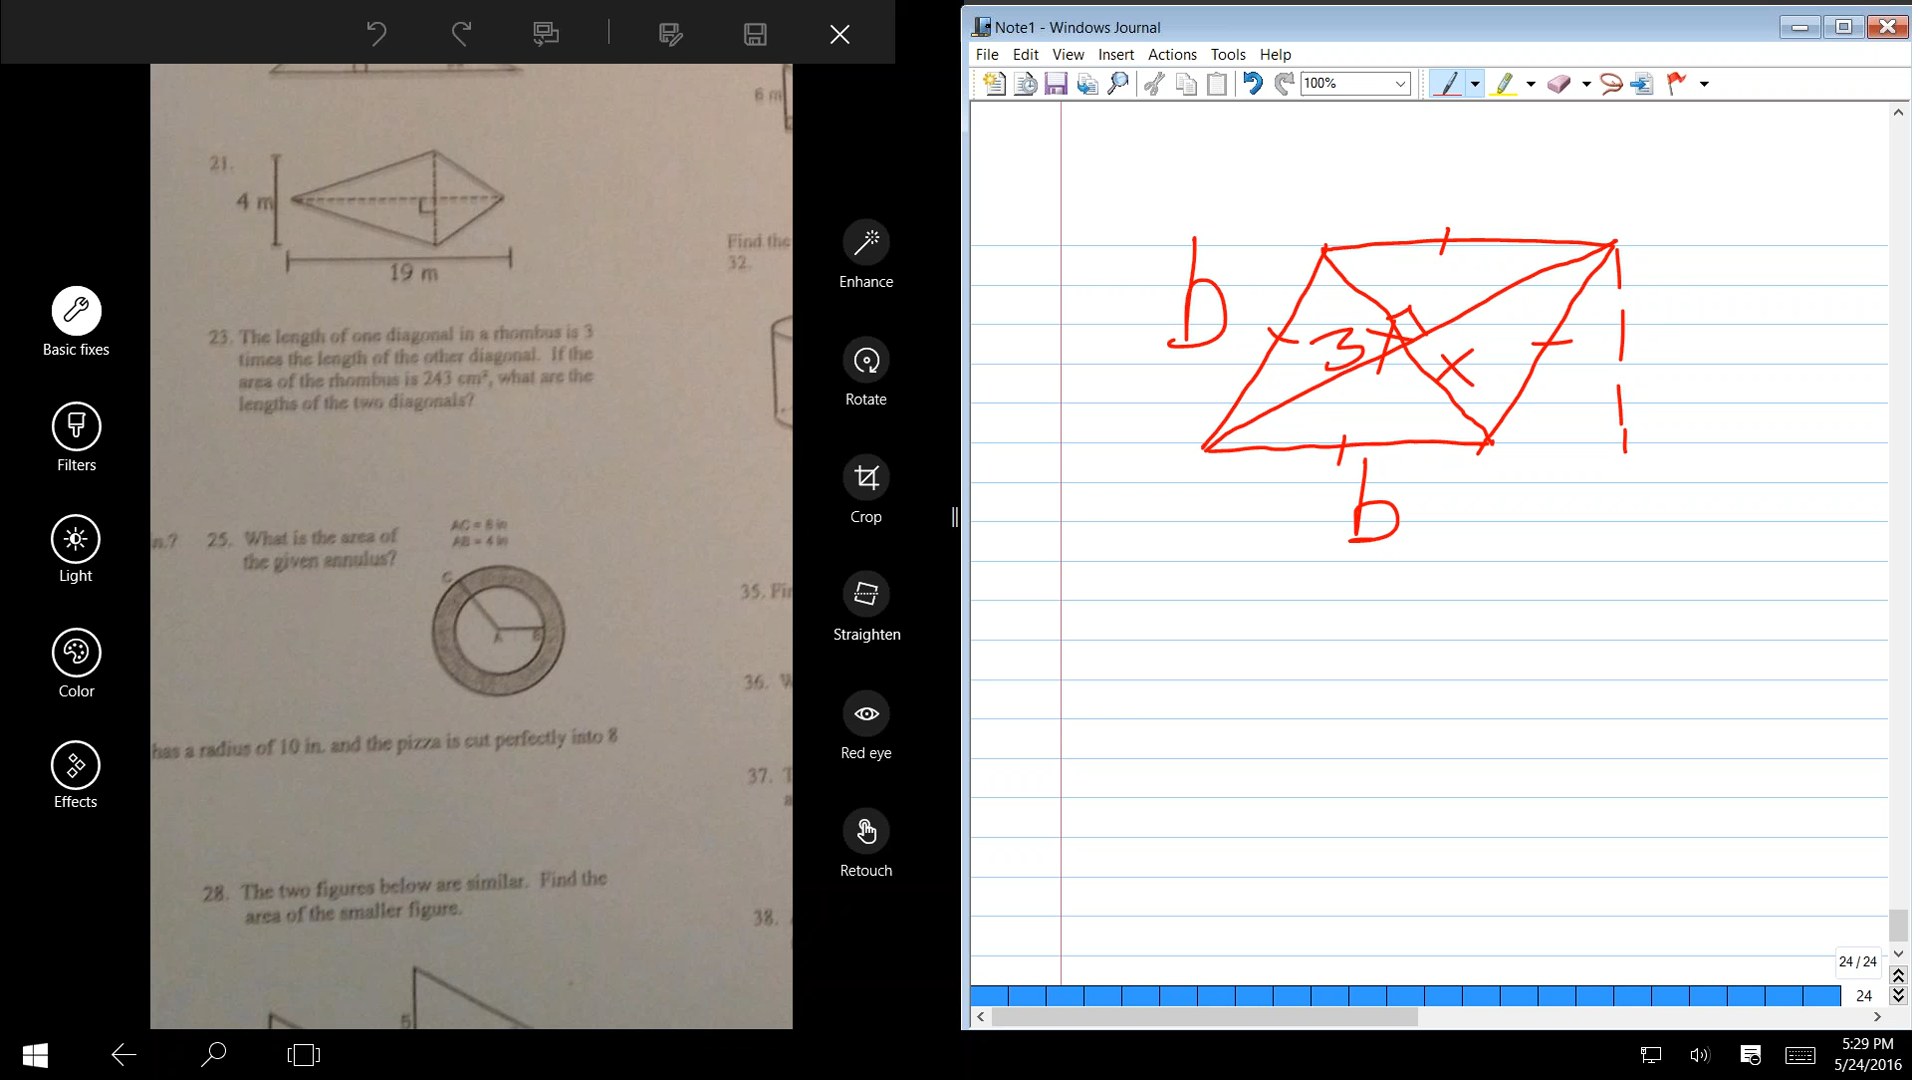 Note1 - Windows Journal
File Edit View Insert Actions Tools Help
100%
6 m
21.
4 m
19 m
Find the
32.
23. The length of one diagonal in a rhombus is 3
times the length of the other diagonal. If the
area of the rhombus is 243 cm², what are the
lengths of the two diagonals?
n.?
25. What is the area of
the given annulus?
AC = 6 in
AB = 4 in
C
A
B
35. Fin
36. W
has a radius of 10 in. and the pizza is cut perfectly into 8
37. T
28. The two figures below are similar. Find the
area of the smaller figure.
38.
5
Basic fixes
Filters
Light
Color
Effects
Enhance
Rotate
Crop
Straighten
Red eye
Retouch
b
3x
x
b
24 / 24
24
5:29 PM
5/24/2016